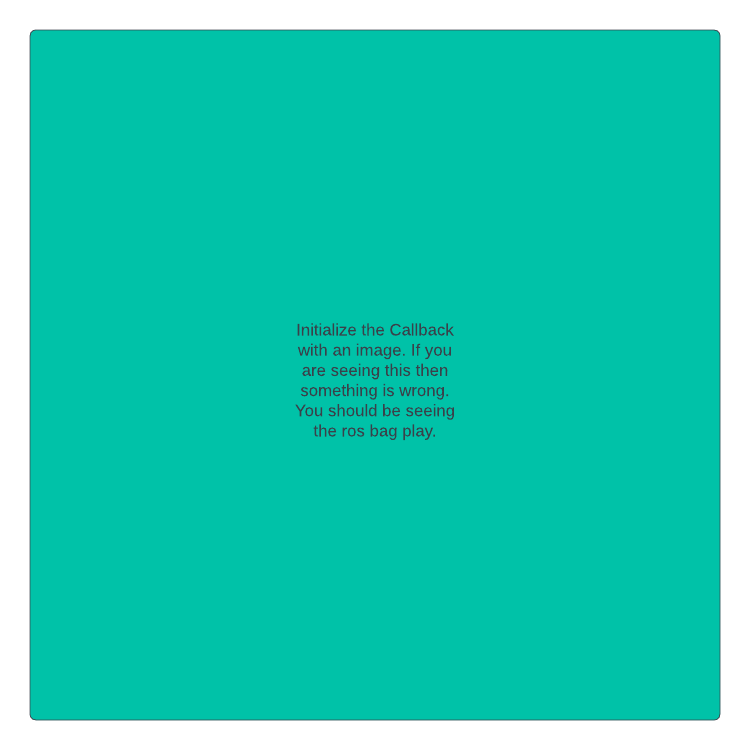 Initialize the Callback
with an image. If you
are seeing this then
something is wrong.
You should be seeing
the ros bag play.